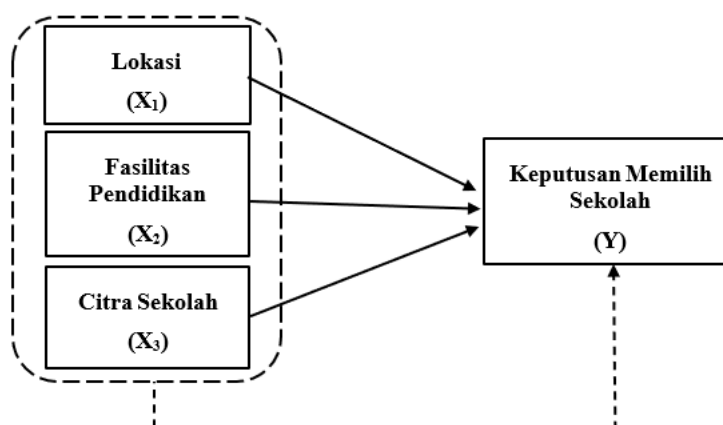 Lokasi
(X₁)
Fasilitas
Pendidikan
(X₂)
Citra Sekolah
(X₃)
Keputusan Memilih
Sekolah
(Y)